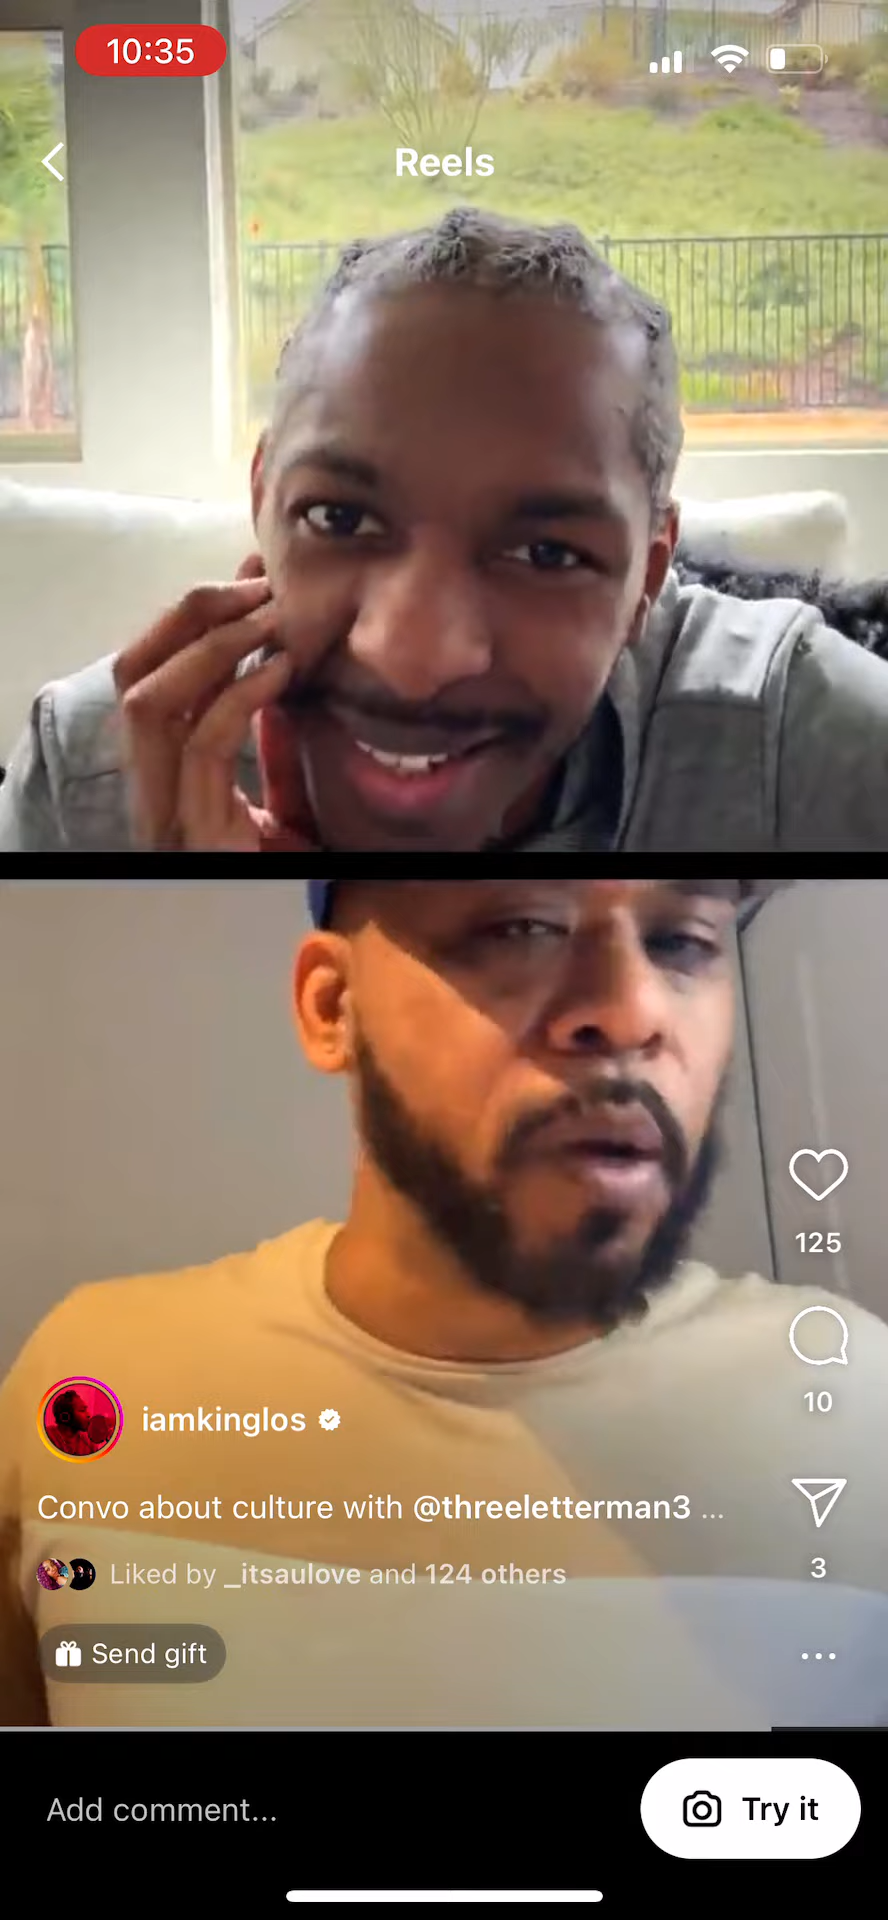 10:35
Reels
125
10
iamkinglos
Convo about culture with @threeletterman3 ...
3
Liked by _itsaulove and 124 others
Send gift
Add comment...
Try it